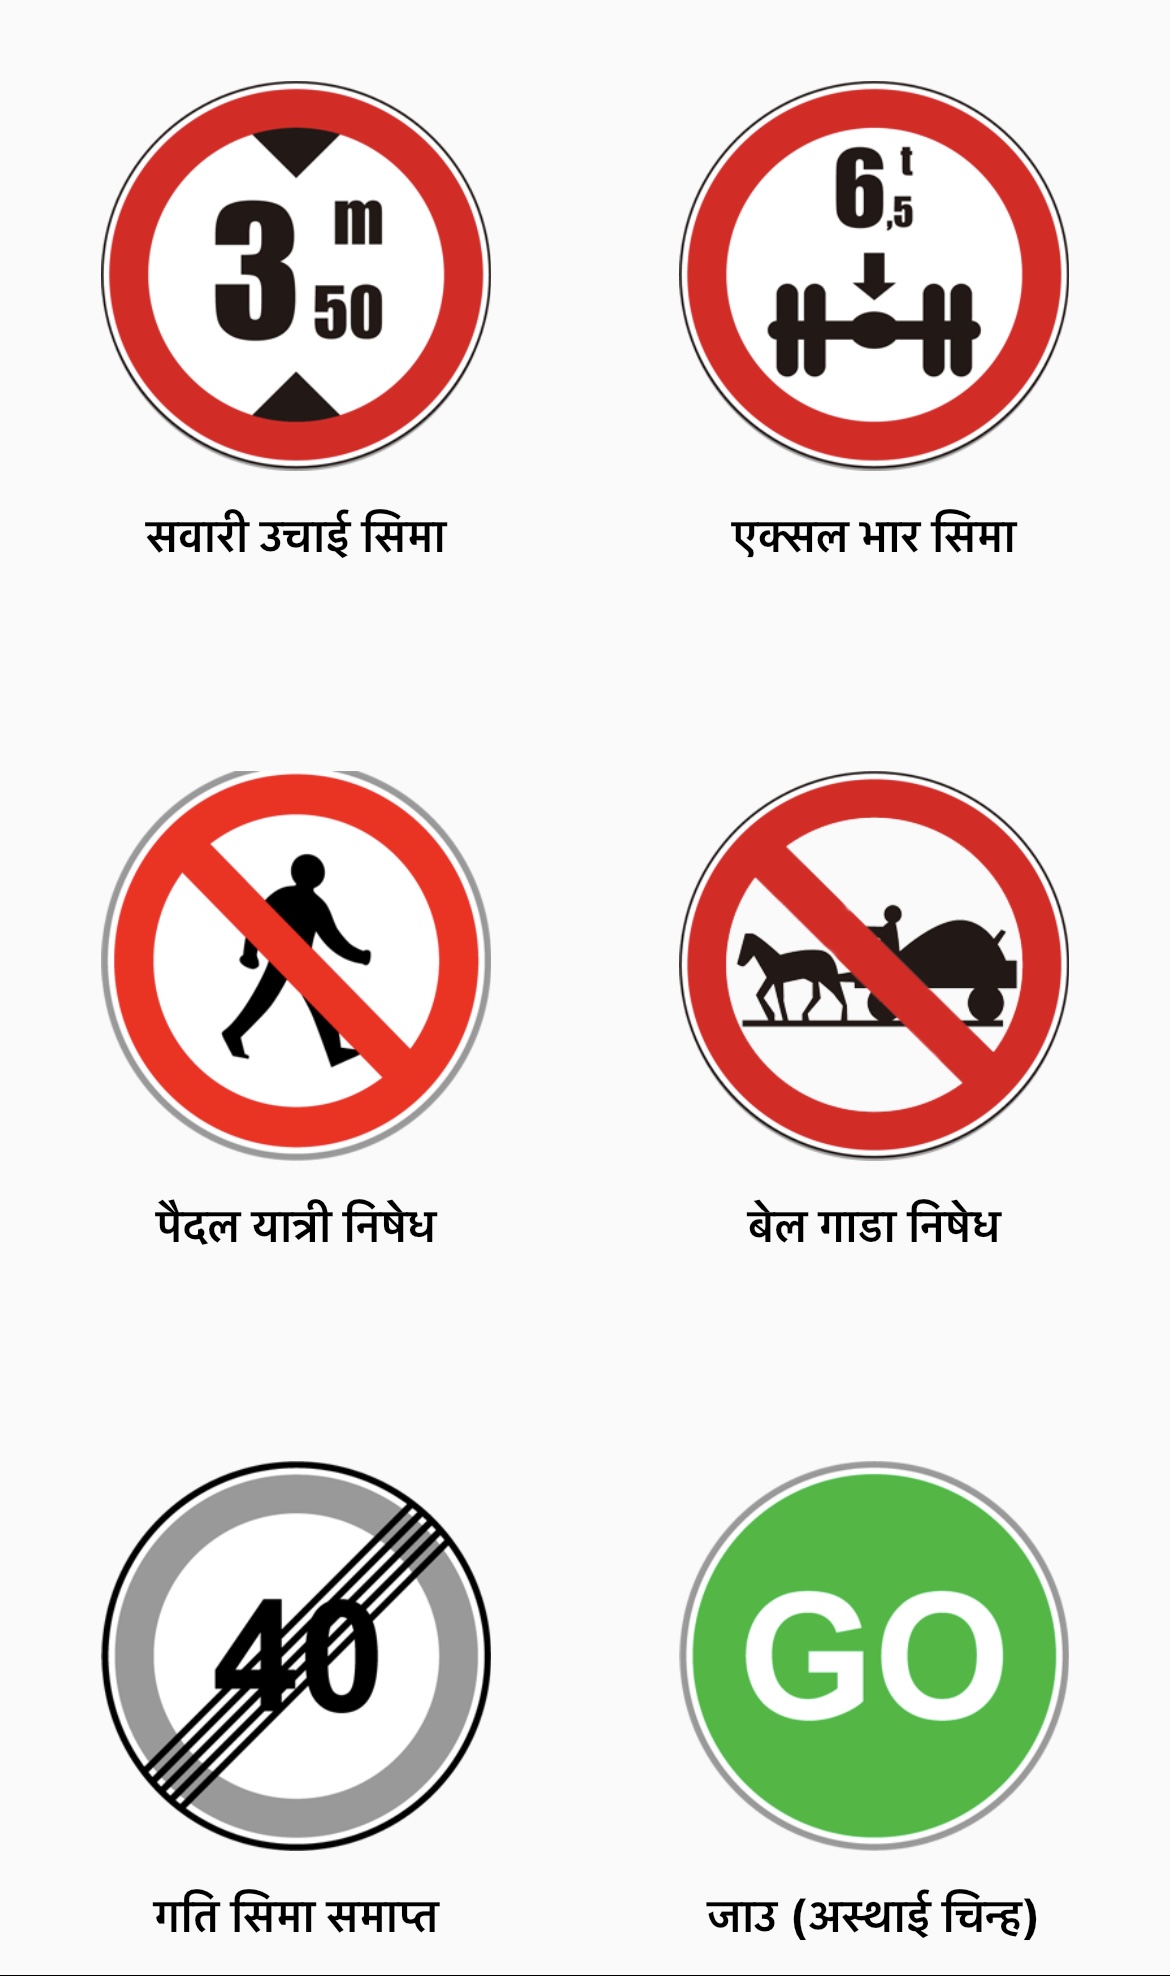 3 m 50
6,5 t
सवारी उचाई सिमा
एक्सल भार सिमा
पैदल यात्री निषेध
बेल गाडा निषेध
40
GO
गति सिमा समाप्त
जाउ (अस्थाई चिन्ह)